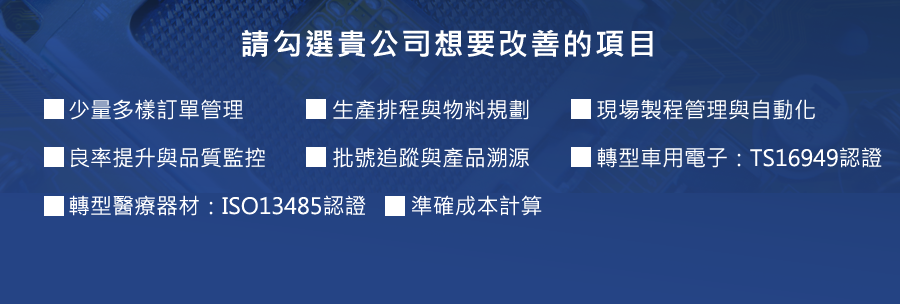 請勾選貴公司想要改善的項目
少量多樣訂單管理 生產排程與物料規劃 現場製程管理與自動化
良率提升與品質監控 批號追蹤與產品溯源 轉型車用電子：TS16949認證
轉型醫療器材：ISO13485認證 準確成本計算